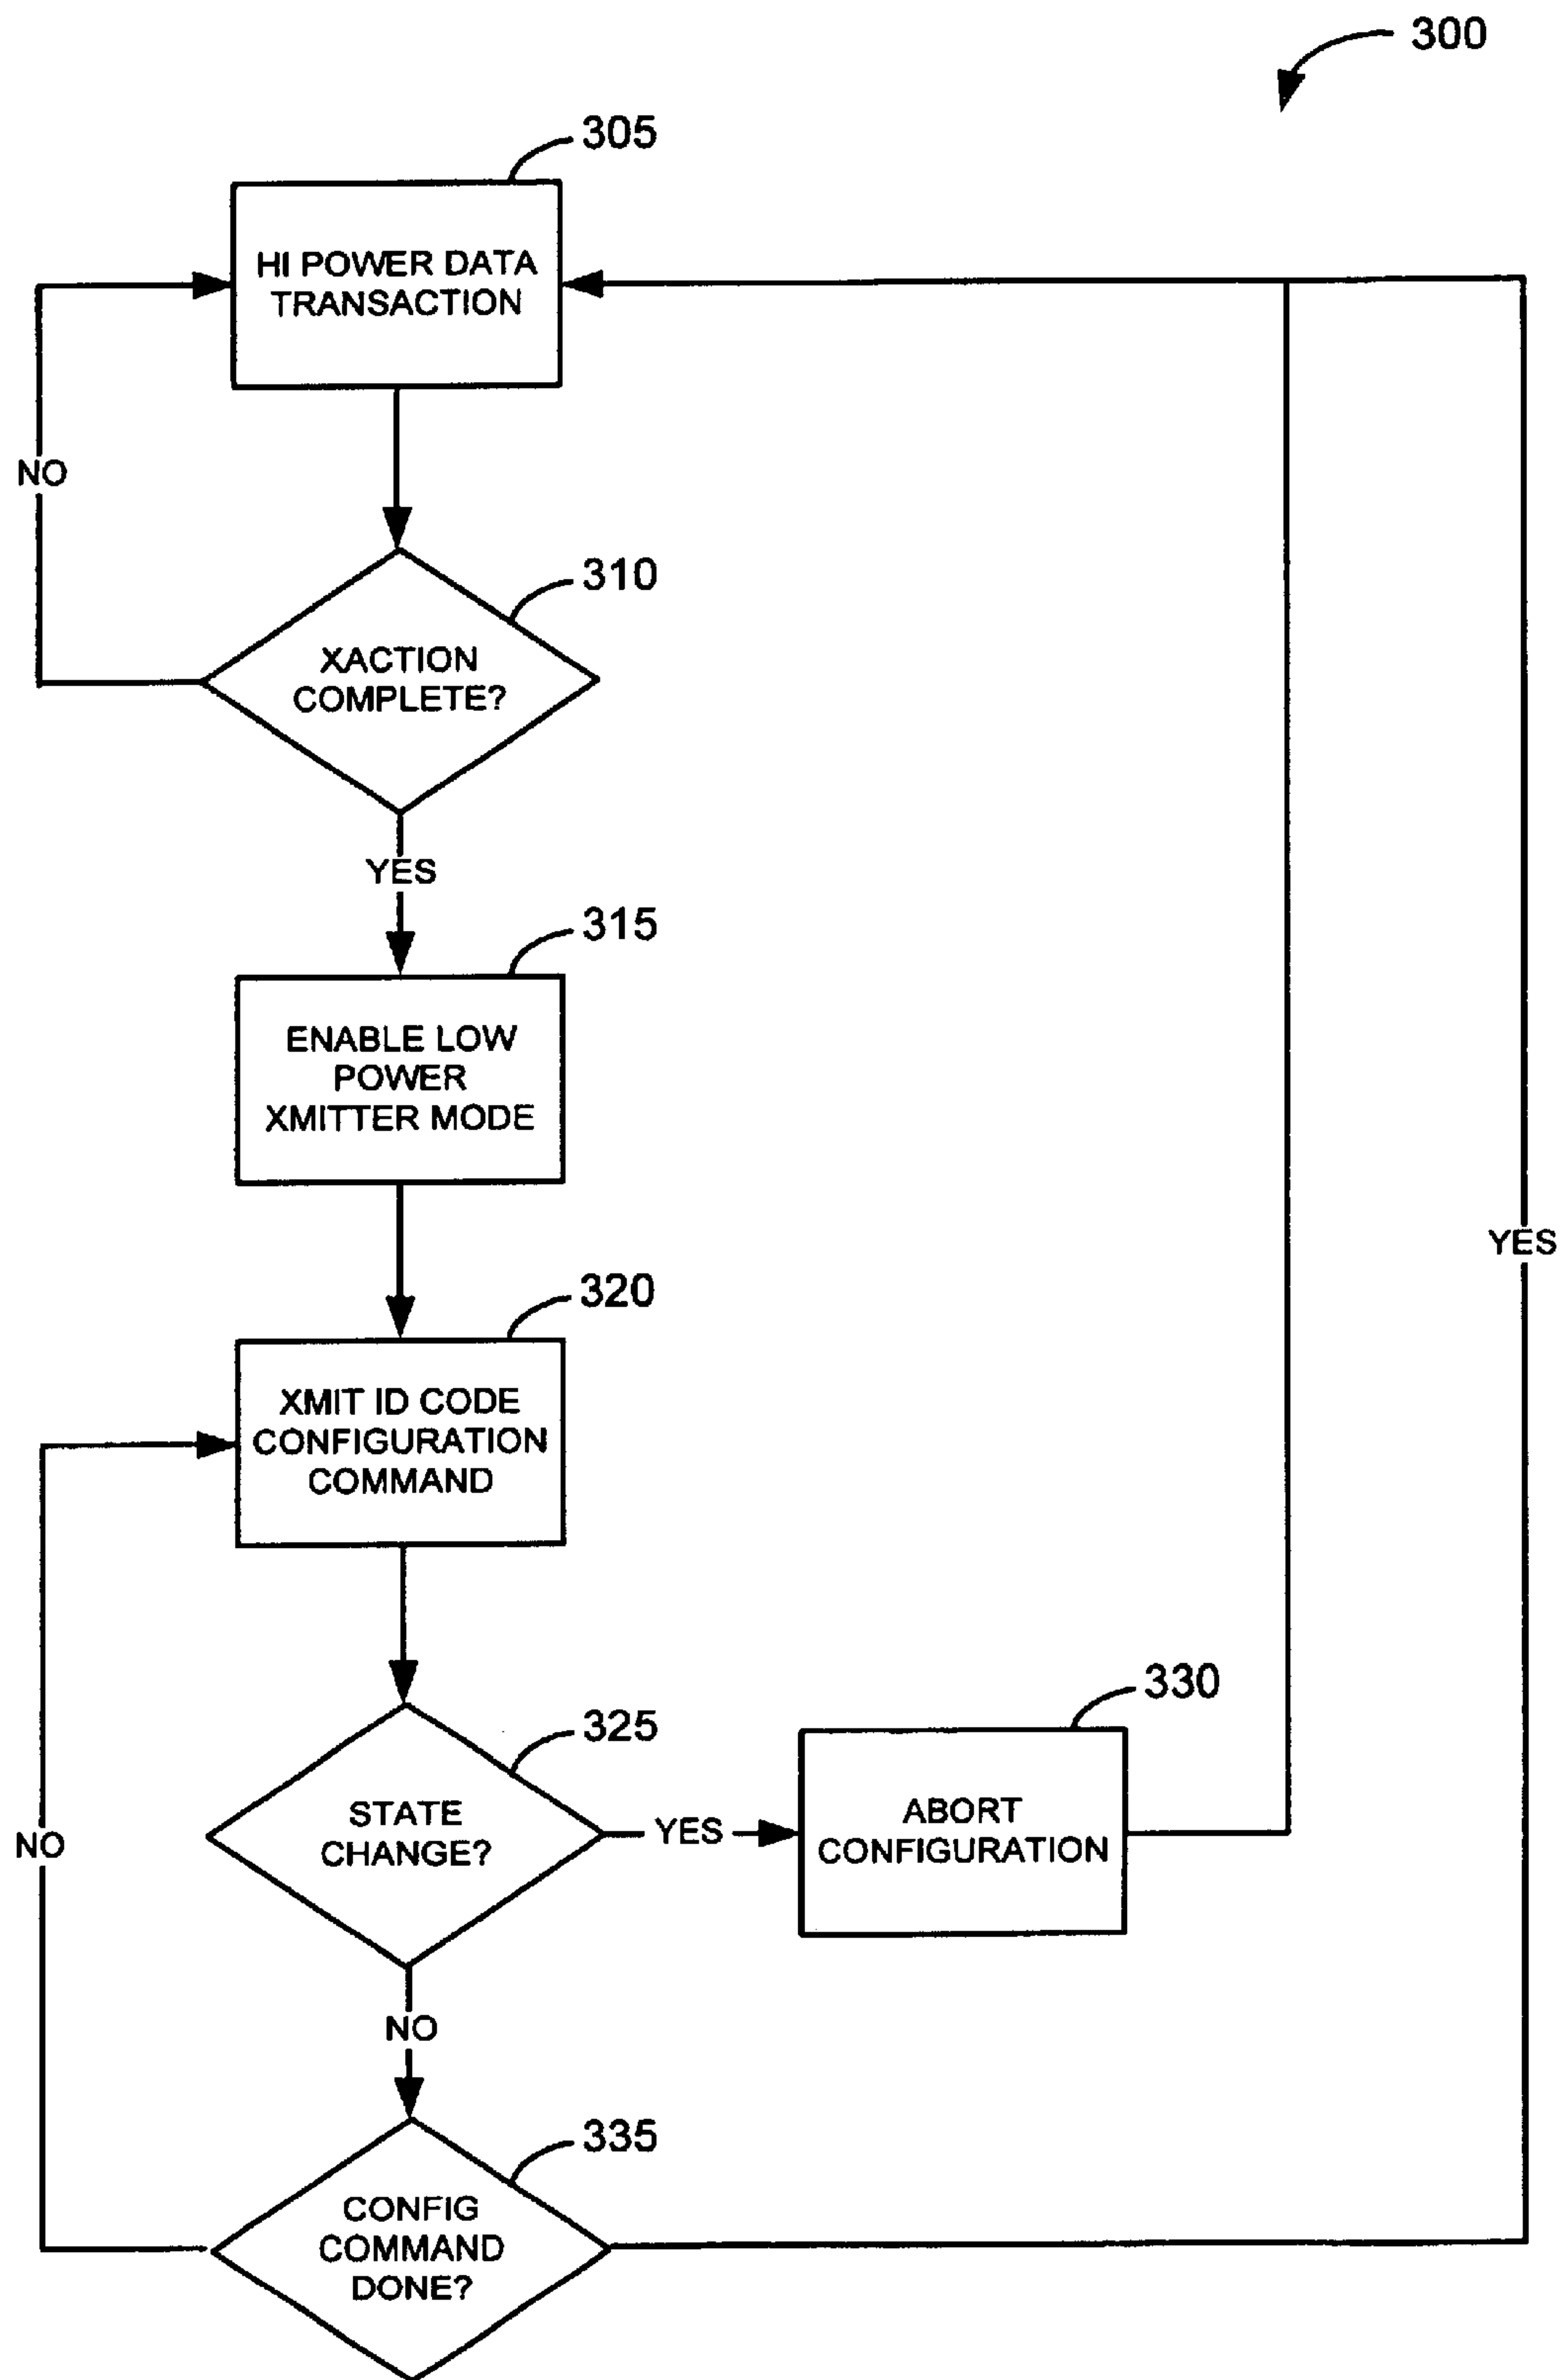 300
305
HI POWER DATA
TRANSACTION
NO
310
XACTION
COMPLETE?
YES
315
ENABLE LOW
POWER
XMITTER MODE
YES
320
XMIT ID CODE
CONFIGURATION
COMMAND
325
STATE
CHANGE?
YES
330
ABORT
CONFIGURATION
NO
NO
335
CONFIG
COMMAND
DONE?